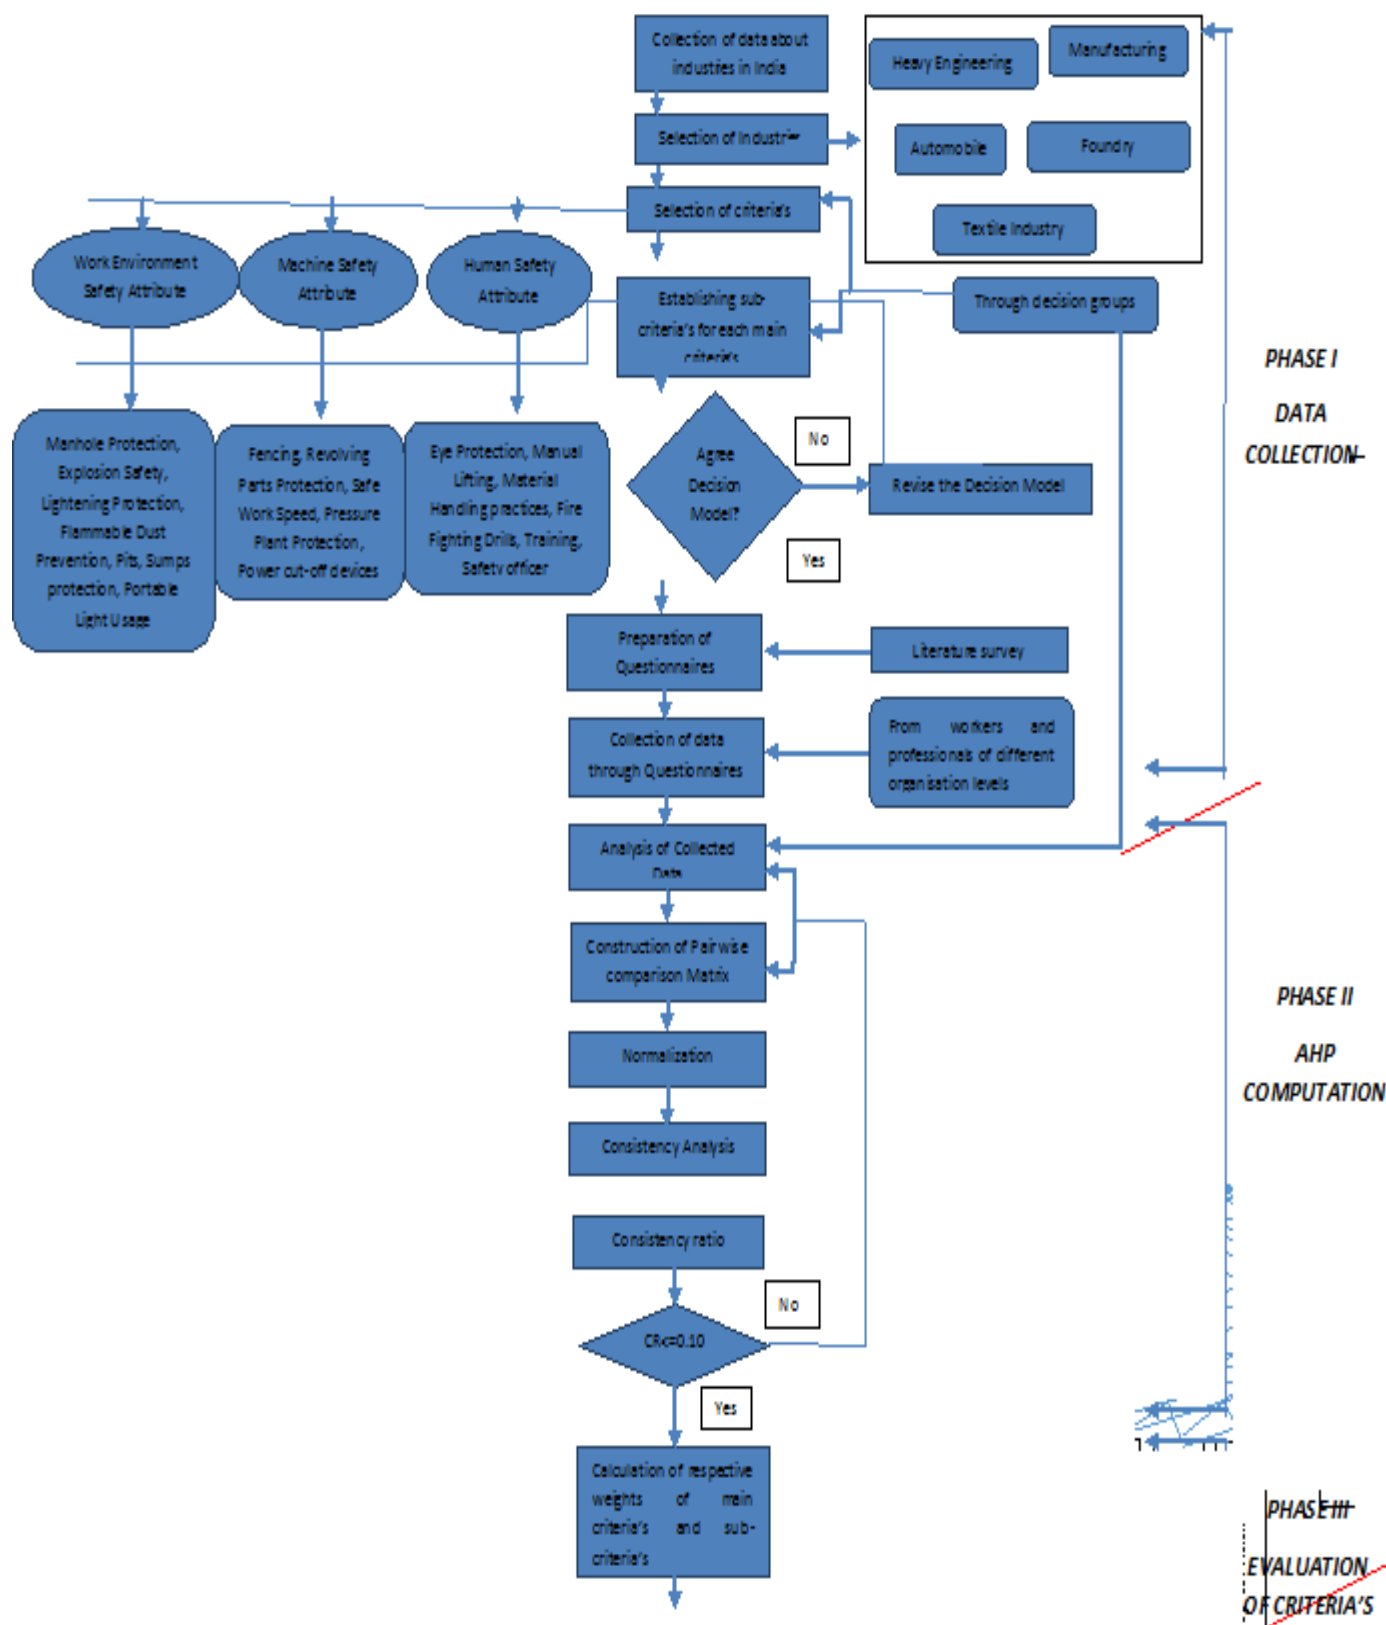 Collection of data about
industries in India
Heavy Engineering
Manufacturing
Selection of Industrier
Automobile
Foundry
Textile Industry
Selection of criteria's
Work Environment
Safety Attribute
Machine Safety
Attribute
Human Safety
Attribute
Establishing sub-
criteria's for each main
criteria's
Through decision groups
PHASE I
DATA
COLLECTION
Manhole Protection,
Explosion Safety,
Lightening Protection,
Flammable Dust
Prevention, Pits, Sumps
protection, Portable
Light Usage
Fencing, Revolving
Parts Protection, Safe
Work Speed, Pressure
Plant Protection,
Power cut-off devices
Eye Protection, Manual
Lifting, Material
Handling practices, Fire
Fighting Drills, Training,
Safety officer
Agree
Decision
Model?
No
Revise the Decision Model
Yes
Preparation of
Questionnaires
Literature survey
Collection of data
through Questionnaires
From workers and
professionals of different
organisation levels
Analysis of Collected
Data
Construction of Pair wise
comparison Matrix
PHASE II
AHP
COMPUTATION
Normalization
Consistency Analysis
Consistency ratio
No
CR<=0.10
Yes
Calculation of respective
weights of main
criteria's and sub-
criteria's
PHASE III
EVALUATION
OF CRITERIA'S